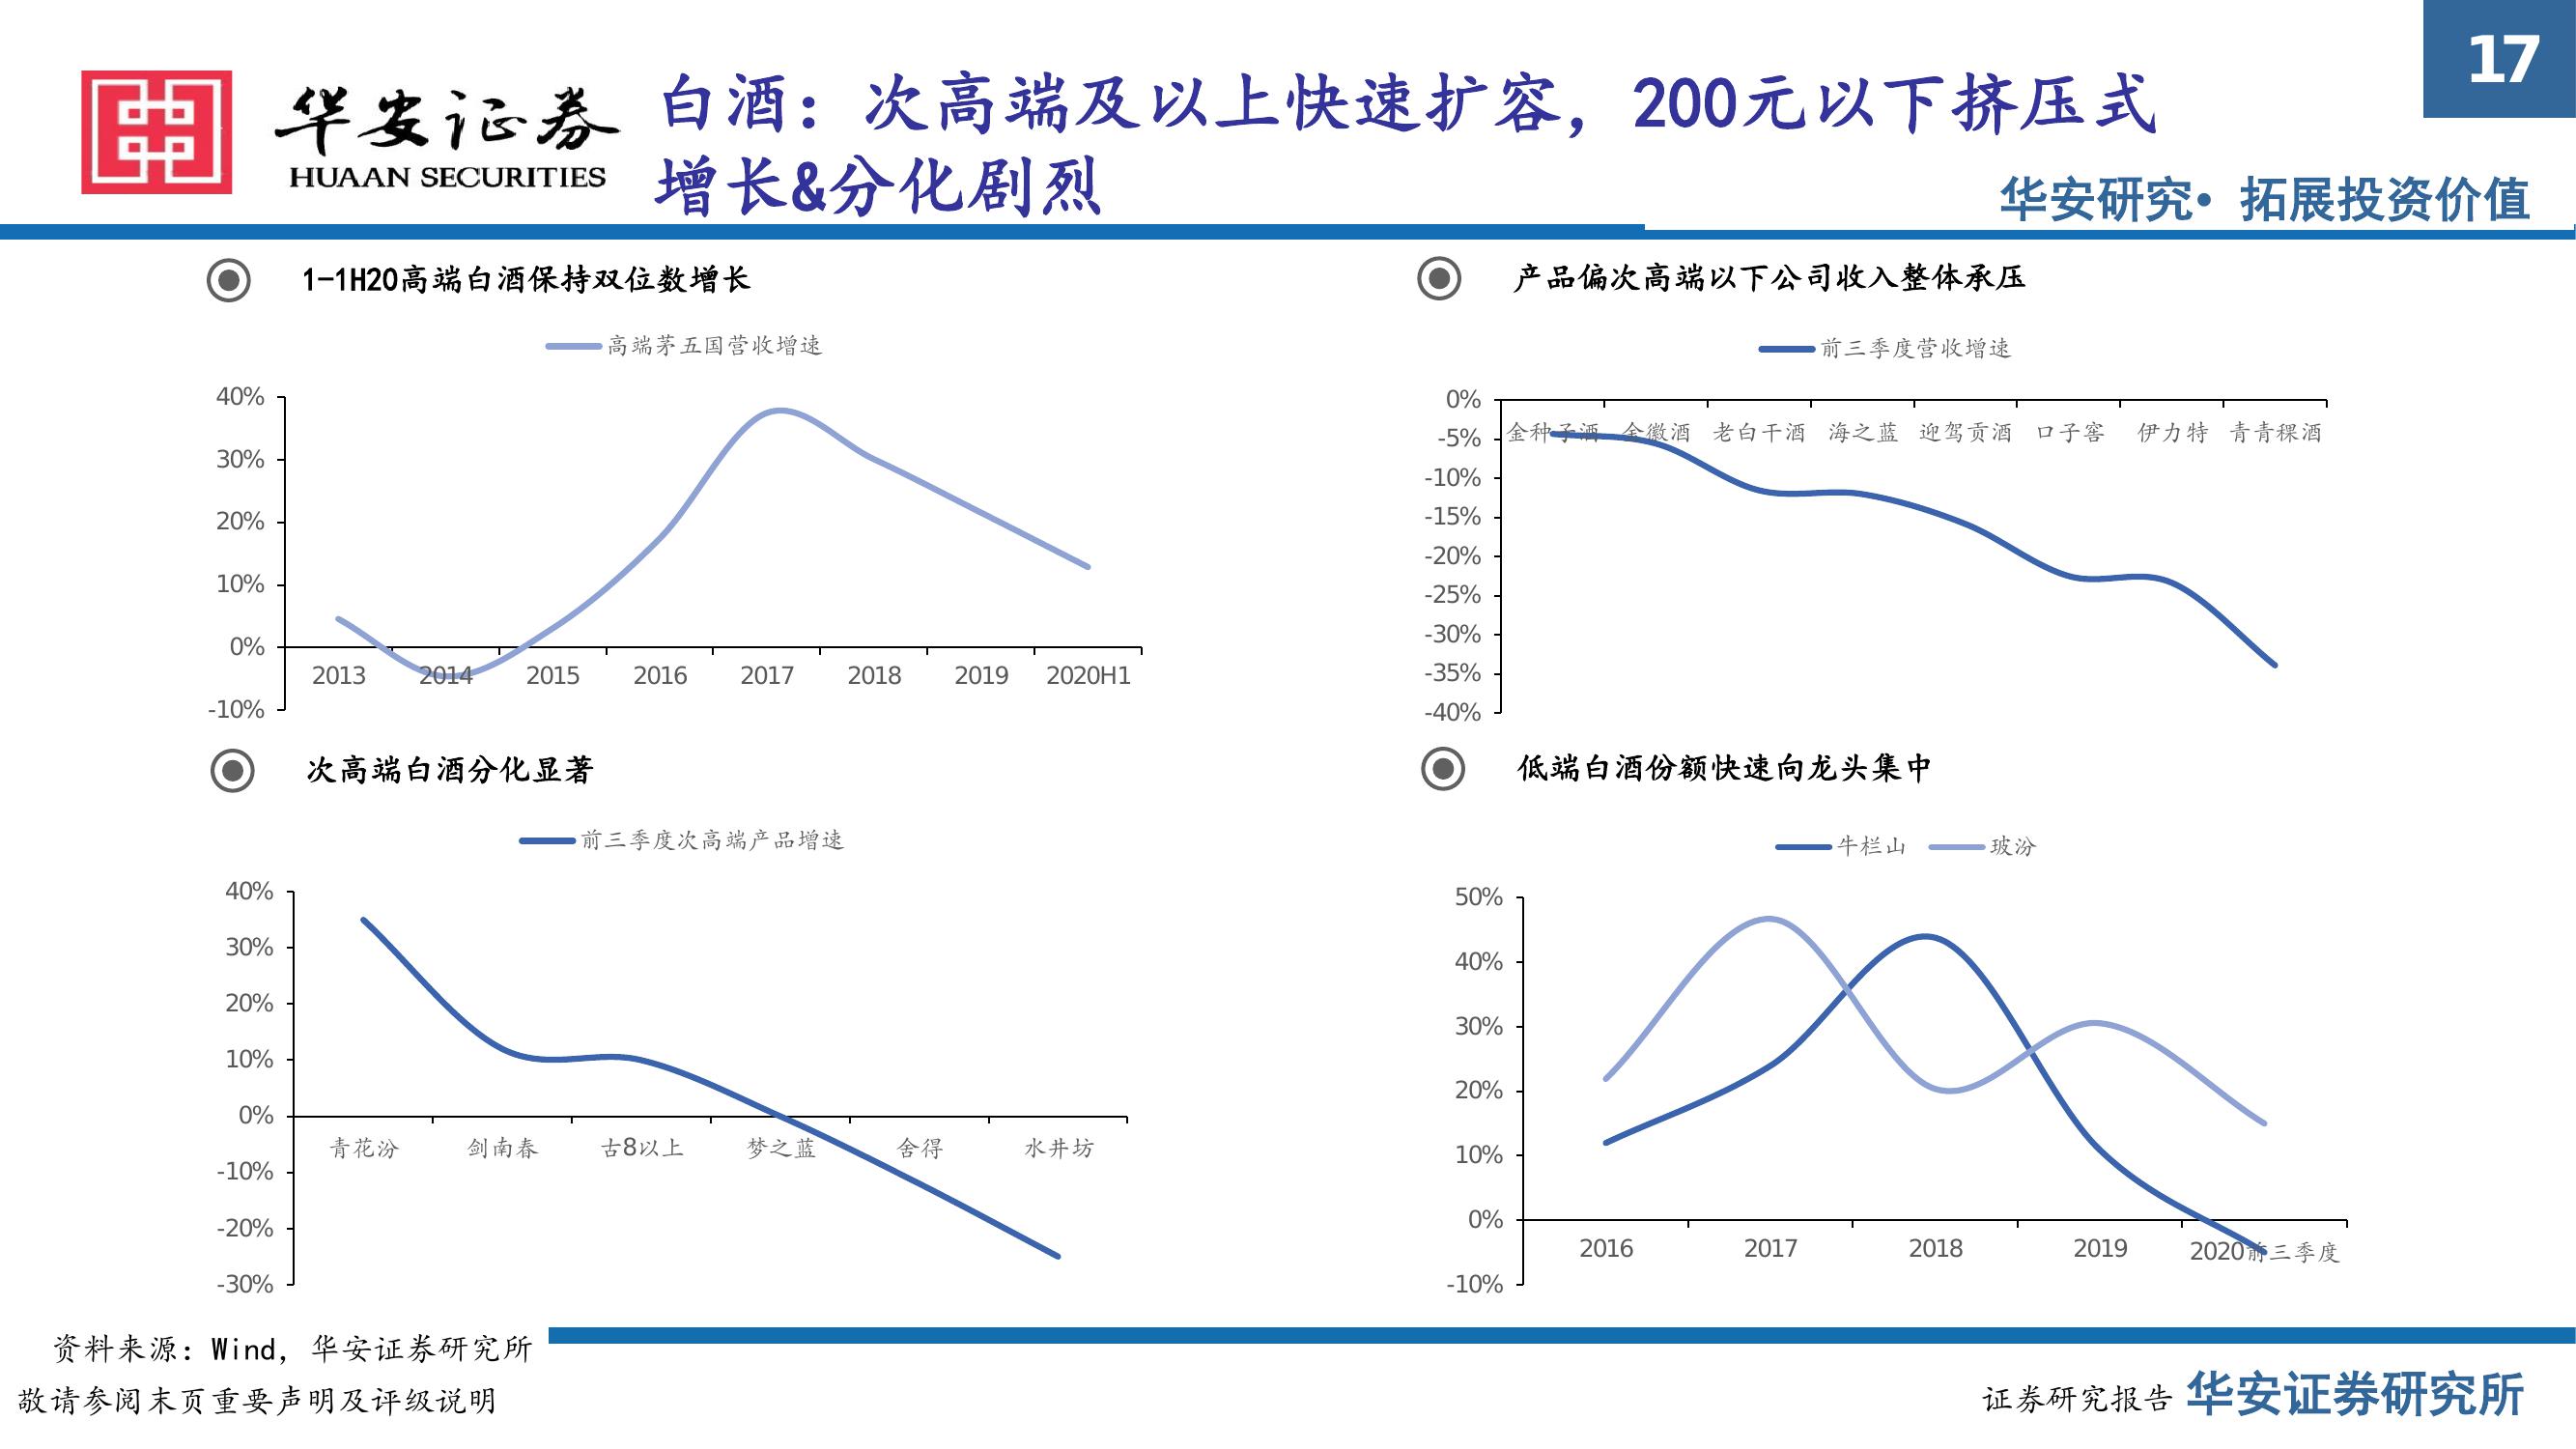 17
华安证券
HUAAN SECURITIES
白酒：次高端及以上快速扩容，200元以下挤压式
增长&分化剧烈
华安研究• 拓展投资价值
1-1H20高端白酒保持双位数增长
高端茅五国营收增速
40%
30%
20%
10%
0%
-10%
2013 2014 2015 2016 2017 2018 2019 2020H1
产品偏次高端以下公司收入整体承压
前三季度营收增速
0%
-5%
-10%
-15%
-20%
-25%
-30%
-35%
-40%
金种子酒 金徽酒 老白干酒 海之蓝 迎驾贡酒 口子窖 伊力特 青青稞酒
次高端白酒分化显著
前三季度次高端产品增速
40%
30%
20%
10%
0%
-10%
-20%
-30%
青花汾 剑南春 古8以上 梦之蓝 舍得 水井坊
低端白酒份额快速向龙头集中
牛栏山 玻汾
50%
40%
30%
20%
10%
0%
-10%
2016 2017 2018 2019 2020前三季度
资料来源：Wind，华安证券研究所
敬请参阅末页重要声明及评级说明
证券研究报告 华安证券研究所